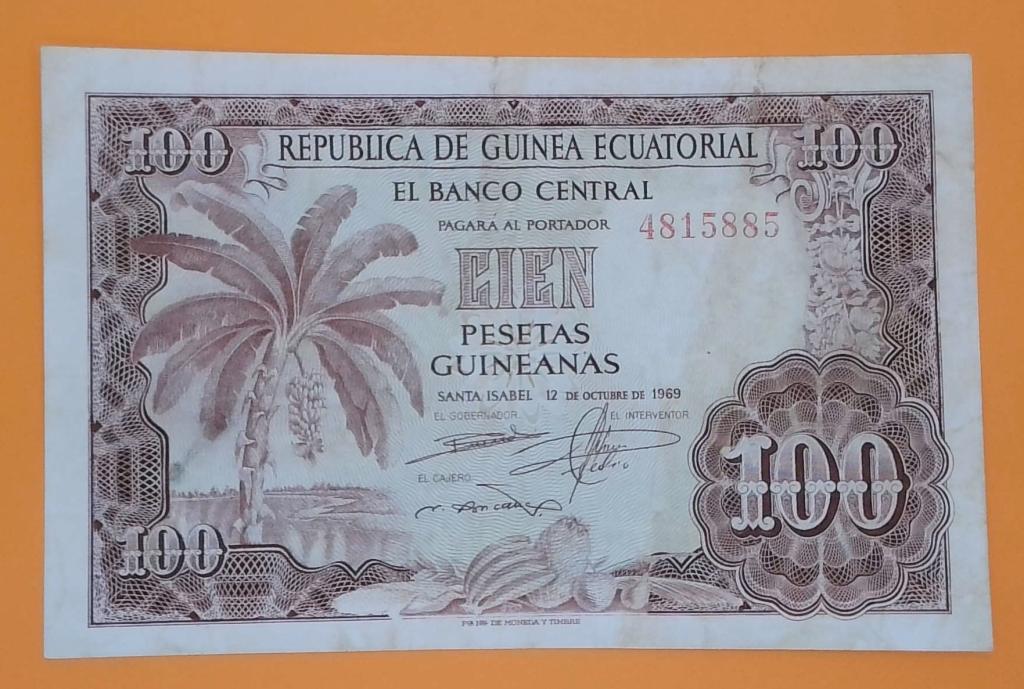 100 100
REPUBLICA DE GUINEA ECUATORIAL
EL BANCO CENTRAL
PAGARA AL PORTADOR 4815885
CIEN
PESETAS
GUINEANAS
SANTA ISABEL 12 DE OCTUBRE DE 1969
EL GOBERNADOR. EL INTERVENTOR
EL CAJERO.
100
100
DE MONEDA Y TIMBRE